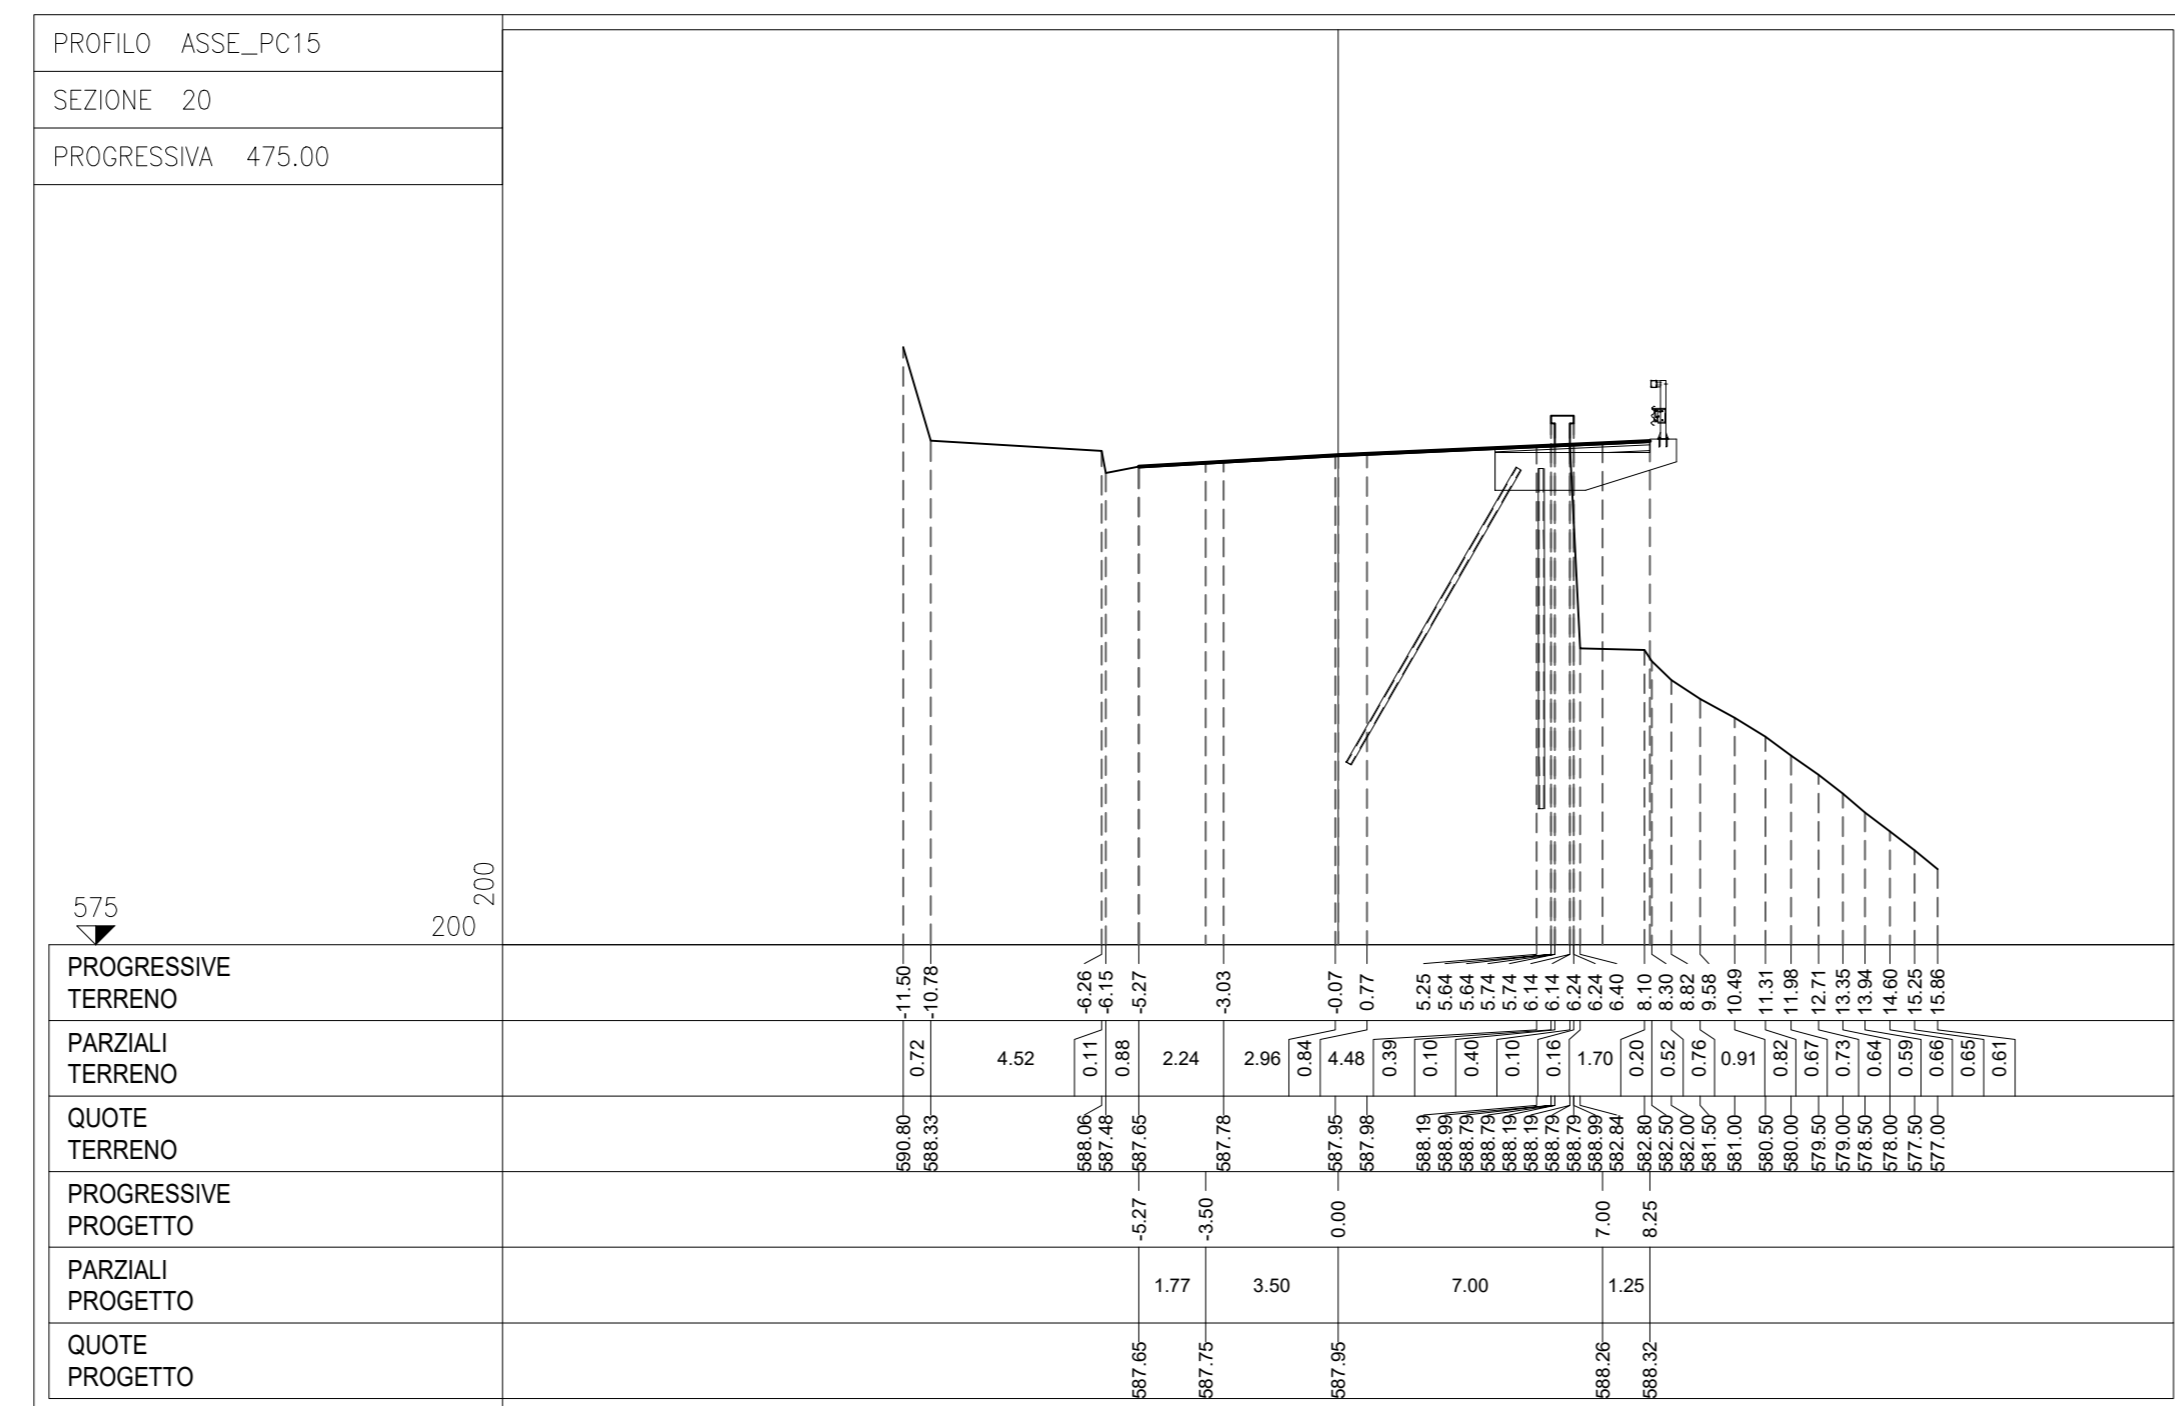 PROFILO ASSE_PC15
SEZIONE 20
PROGRESSIVA 475.00
575
200
200
PROGRESSIVE
TERRENO
-11.50 -10.78 -6.26 -6.15 -5.27 -3.03 -0.07 0.77 5.25 5.64 5.64 5.74 5.74 6.14 6.14 6.24 6.24 6.40 8.10 8.30 8.82 9.58 10.49 11.31 11.98 12.71 13.35 13.94 14.60 15.25 15.86
PARZIALI
TERRENO
0.72 4.52 0.11 0.88 2.24 2.96 0.84 4.48 0.39 0.10 0.40 0.10 0.16 1.70 0.20 0.52 0.76 0.91 0.82 0.67 0.73 0.64 0.59 0.66 0.65 0.61
QUOTE
TERRENO
590.80 588.33 588.06 587.48 587.65 587.78 587.95 587.98 588.19 588.99 588.79 588.79 588.19 588.19 588.79 588.79 588.99 582.84 582.80 582.50 582.00 581.50 581.00 580.50 580.00 579.50 579.00 578.50 578.00 577.50 577.00
PROGRESSIVE
PROGETTO
-5.27 -3.50 0.00 7.00 8.25
PARZIALI
PROGETTO
1.77 3.50 7.00 1.25
QUOTE
PROGETTO
587.65 587.75 587.95 588.26 588.32